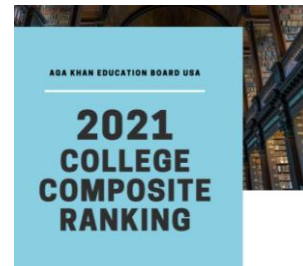 AGA KHAN EDUCATION BOARD USA
2021
COLLEGE
COMPOSITE
RANKING